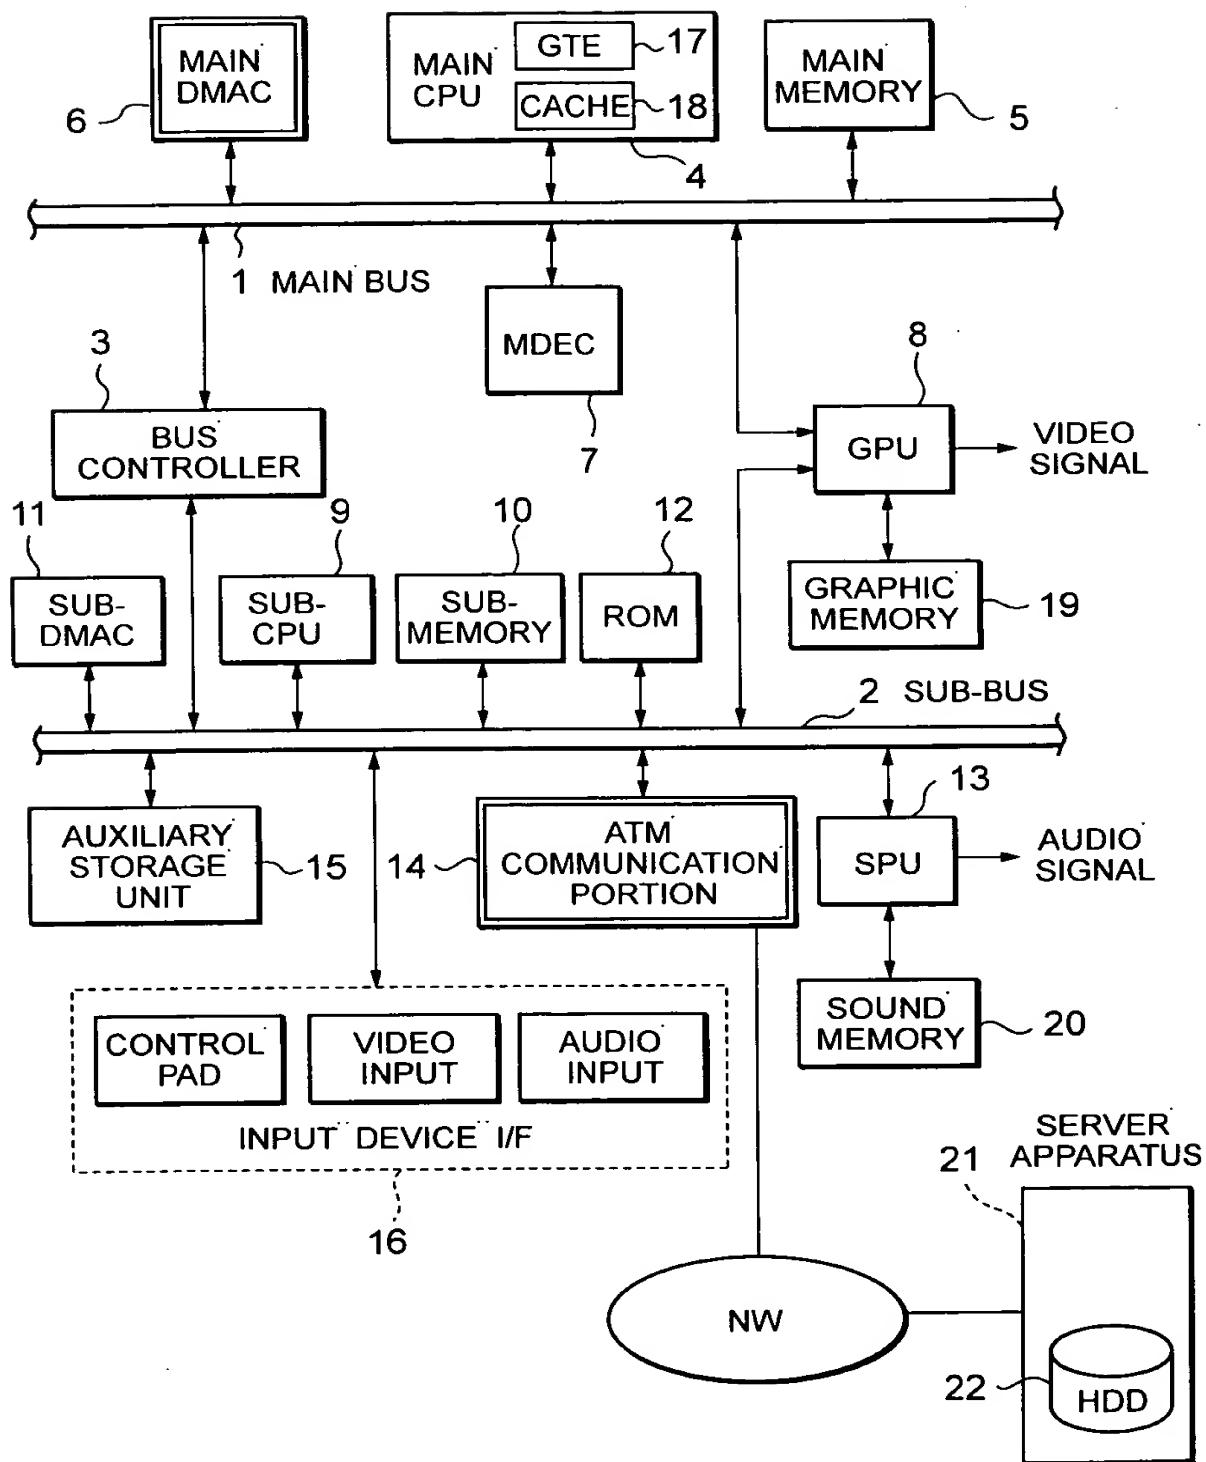 MAIN
DMAC
6
MAIN
CPU
GTE
17
CACHE
18
4
MAIN
MEMORY
5
1 MAIN BUS
MDEC
7
3
BUS
CONTROLLER
8
GPU
VIDEO
SIGNAL
GRAPHIC
MEMORY
19
11
SUB-
DMAC
9
SUB-
CPU
10
SUB-
MEMORY
12
ROM
2 SUB-BUS
AUXILIARY
STORAGE
UNIT
15
14
ATM
COMMUNICATION
PORTION
13
SPU
AUDIO
SIGNAL
SOUND
MEMORY
20
CONTROL
PAD
VIDEO
INPUT
AUDIO
INPUT
INPUT DEVICE I/F
16
NW
SERVER
APPARATUS
21
22
HDD